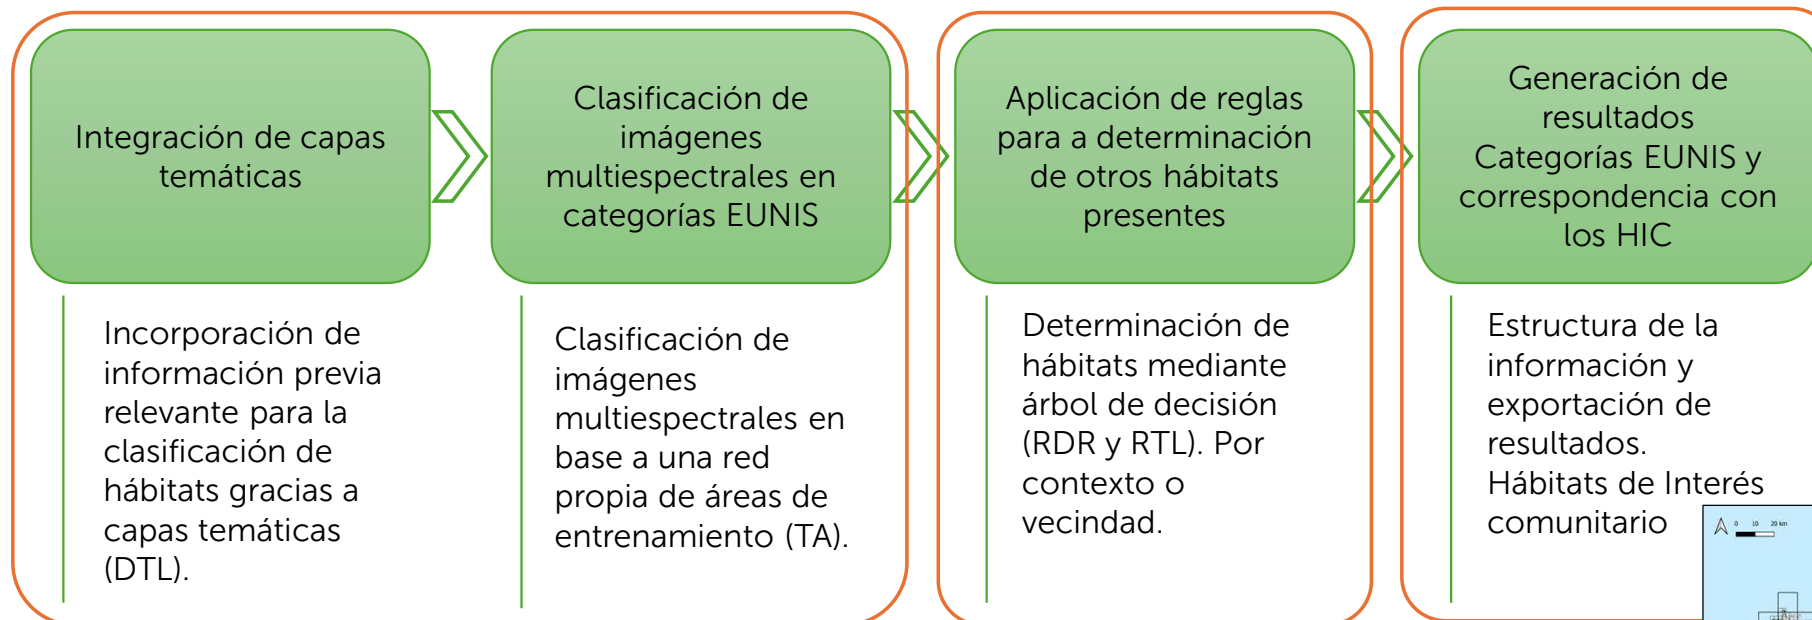 Integración de capas
temáticas
Incorporación de
información previa
relevante para la
clasificación de
hábitats gracias a
capas temáticas
(DTL).
Clasificación de
imágenes
multiespectrales en
categorías EUNIS
Clasificación de
imágenes
multiespectrales en
base a una red
propia de áreas de
entrenamiento (TA).
Aplicación de reglas
para a determinación
de otros hábitats
presentes
Determinación de
hábitats mediante
árbol de decisión
(RDR y RTL). Por
contexto o
vecindad.
Generación de
resultados
Categorías EUNIS y
correspondencia con
los HIC
Estructura de la
información y
exportación de
resultados.
Hábitats de Interés
comunitario
0 10 20 km